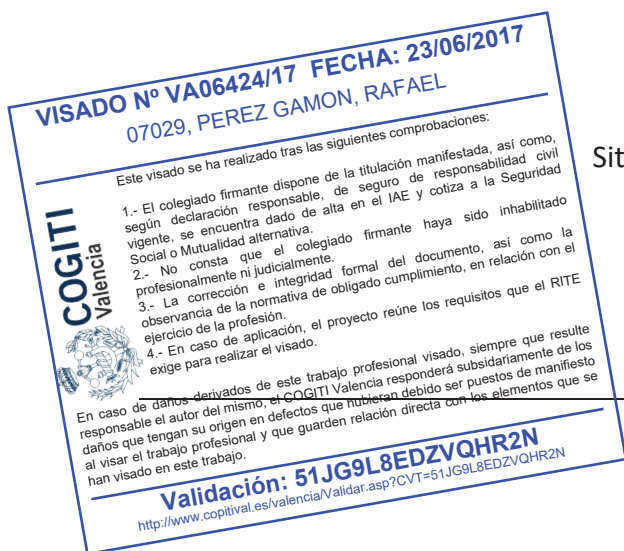 VISADO Nº VA06424/17 FECHA: 23/06/2017
07029, PEREZ GAMON, RAFAEL
Este visado se ha realizado tras las siguientes comprobaciones:
1.- El colegiado firmante dispone de la titulación manifestada, así como,
según declaración responsable, de seguro de responsabilidad civil
vigente, se encuentra dado de alta en el IAE y cotiza a la Seguridad
Social o Mutualidad alternativa.
2.- No consta que el colegiado firmante haya sido inhabilitado
profesionalmente ni judicialmente.
3.- La corrección e integridad formal del documento, así como la
observancia de la normativa de obligado cumplimiento, en relación con el
ejercicio de la profesión.
4.- En caso de aplicación, el proyecto reúne los requisitos que el RITE
exige para realizar el visado.
COGITI
Valencia
En caso de daños derivados de este trabajo profesional visado, siempre que resulte
responsable el autor del mismo, el COGITI Valencia responderá subsidiariamente de los
daños que tengan su origen en defectos que hubieran debido ser puestos de manifiesto
al visar el trabajo profesional y que guarden relación directa con los elementos que se
han visado en este trabajo.
Validación: 51JG9L8EDZVQHR2N
http://www.copitival.es/valencia/Validar.asp?CVT=51JG9L8EDZVQHR2N
Sit